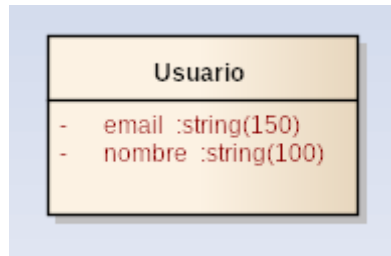 Usuario
- email :string(150)
- nombre :string(100)